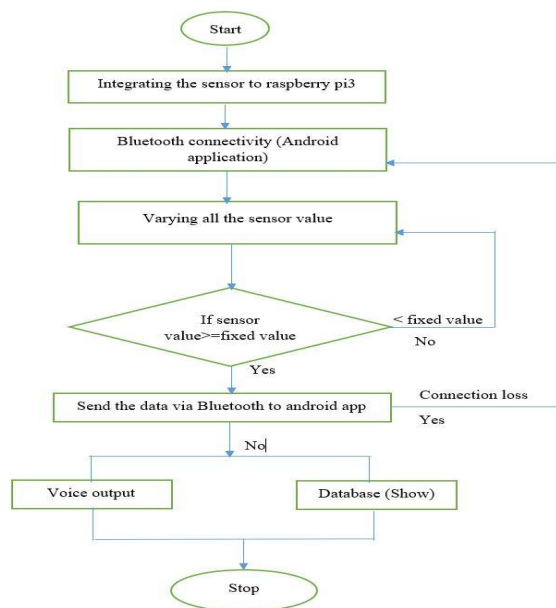 Start
Integrating the sensor to raspberry pi3
Bluetooth connectivity (Android
application)
Varying all the sensor value
If sensor
value>=fixed value
< fixed value
No
Yes
Send the data via Bluetooth to android app
Connection loss
Yes
No
Voice output
Database (Show)
Stop